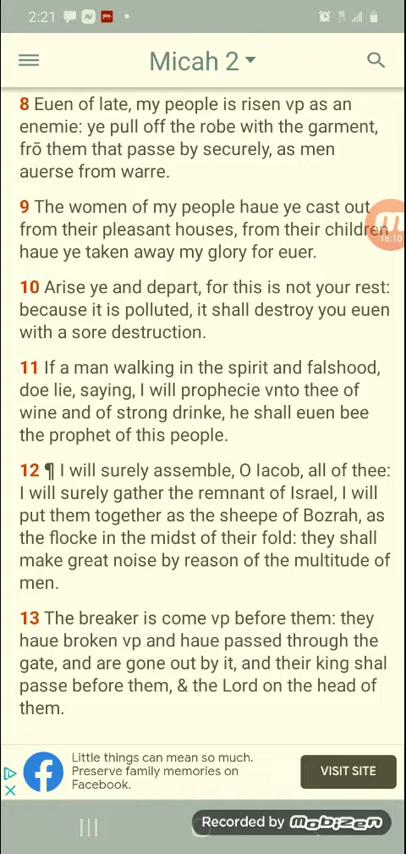 2:21
Micah 2
8 Euen of late, my people is risen vp as an
enemie: ye pull off the robe with the garment,
frō them that passe by securely, as men
auerse from warre.
9 The women of my people haue ye cast out
from their pleasant houses, from their children
haue ye taken away my glory for euer.
16:10
10 Arise ye and depart, for this is not your rest:
because it is polluted, it shall destroy you euen
with a sore destruction.
11 If a man walking in the spirit and falshood,
doe lie, saying, I will prophecie vnto thee of
wine and of strong drinke, he shall euen bee
the prophet of this people.
12 ¶ I will surely assemble, O Iacob, all of thee:
I will surely gather the remnant of Israel, I will
put them together as the sheepe of Bozrah, as
the flocke in the midst of their fold: they shall
make great noise by reason of the multitude of
men.
13 The breaker is come vp before them: they
haue broken vp and haue passed through the
gate, and are gone out by it, and their king shal
passe before them, & the Lord on the head of
them.
Little things can mean so much.
Preserve family memories on
Facebook.
VISIT SITE
Recorded by mobizen